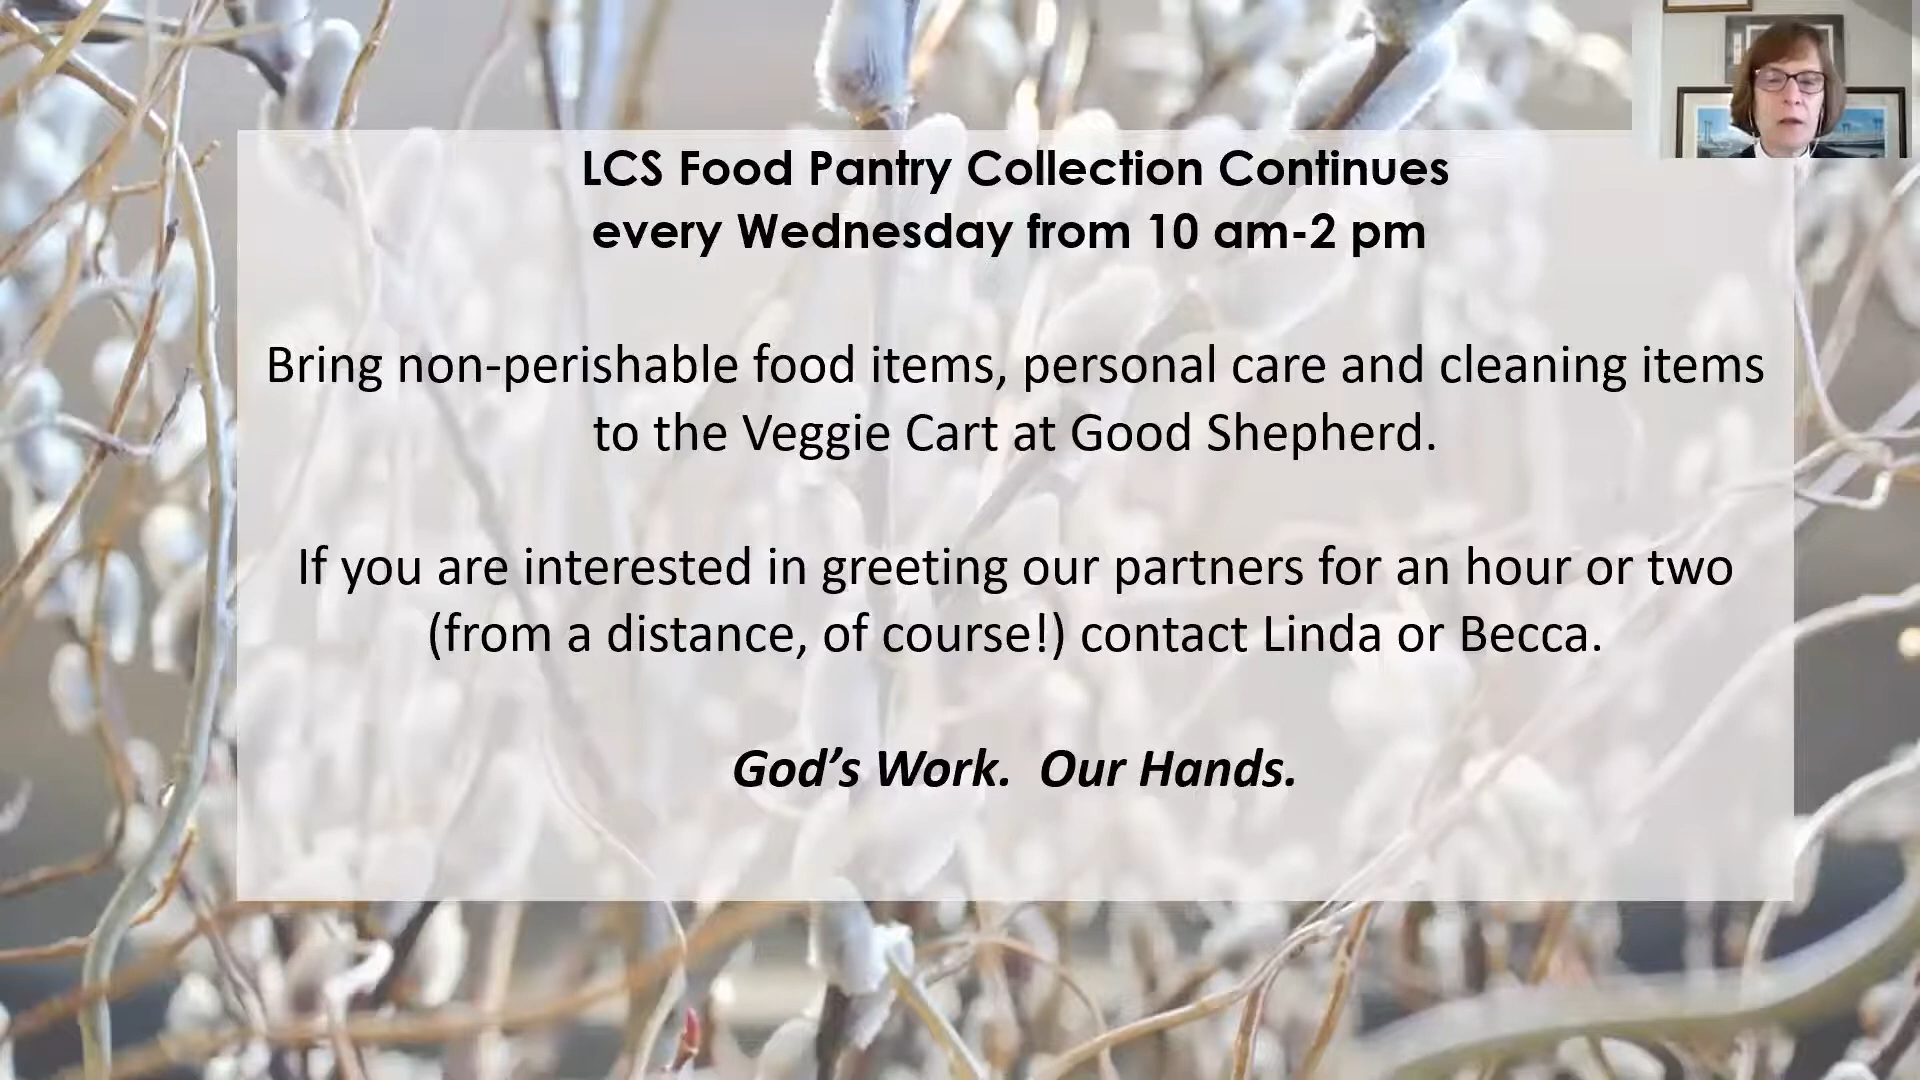 LCS Food Pantry Collection Continues
every Wednesday from 10 am-2 pm
Bring non-perishable food items, personal care and cleaning items
to the Veggie Cart at Good Shepherd.
If you are interested in greeting our partners for an hour or two
(from a distance, of course!) contact Linda or Becca.
God’s Work.  Our Hands.